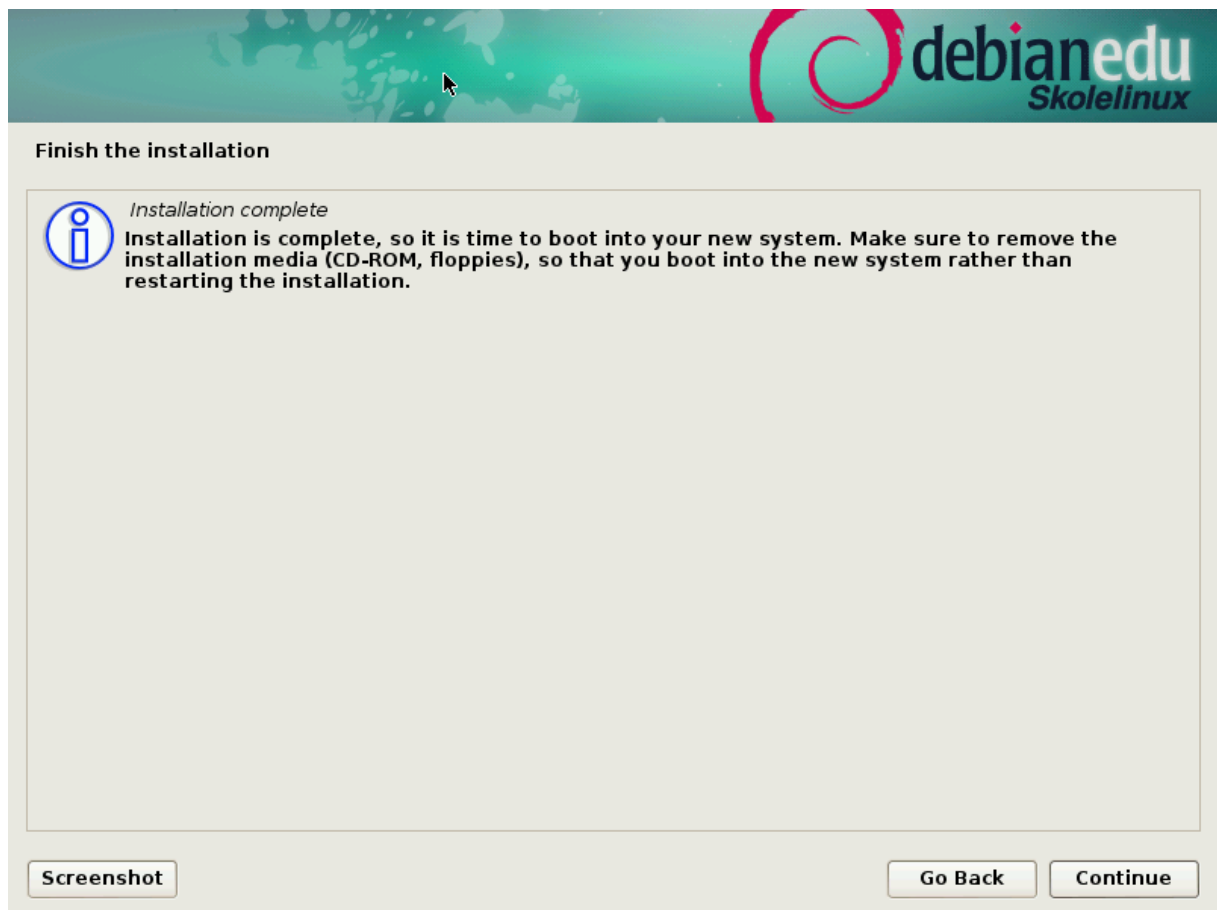 debianedu
Skolelinux
Finish the installation
Installation complete
Installation is complete, so it is time to boot into your new system. Make sure to remove the
installation media (CD-ROM, floppies), so that you boot into the new system rather than
restarting the installation.
Screenshot
Go Back
Continue